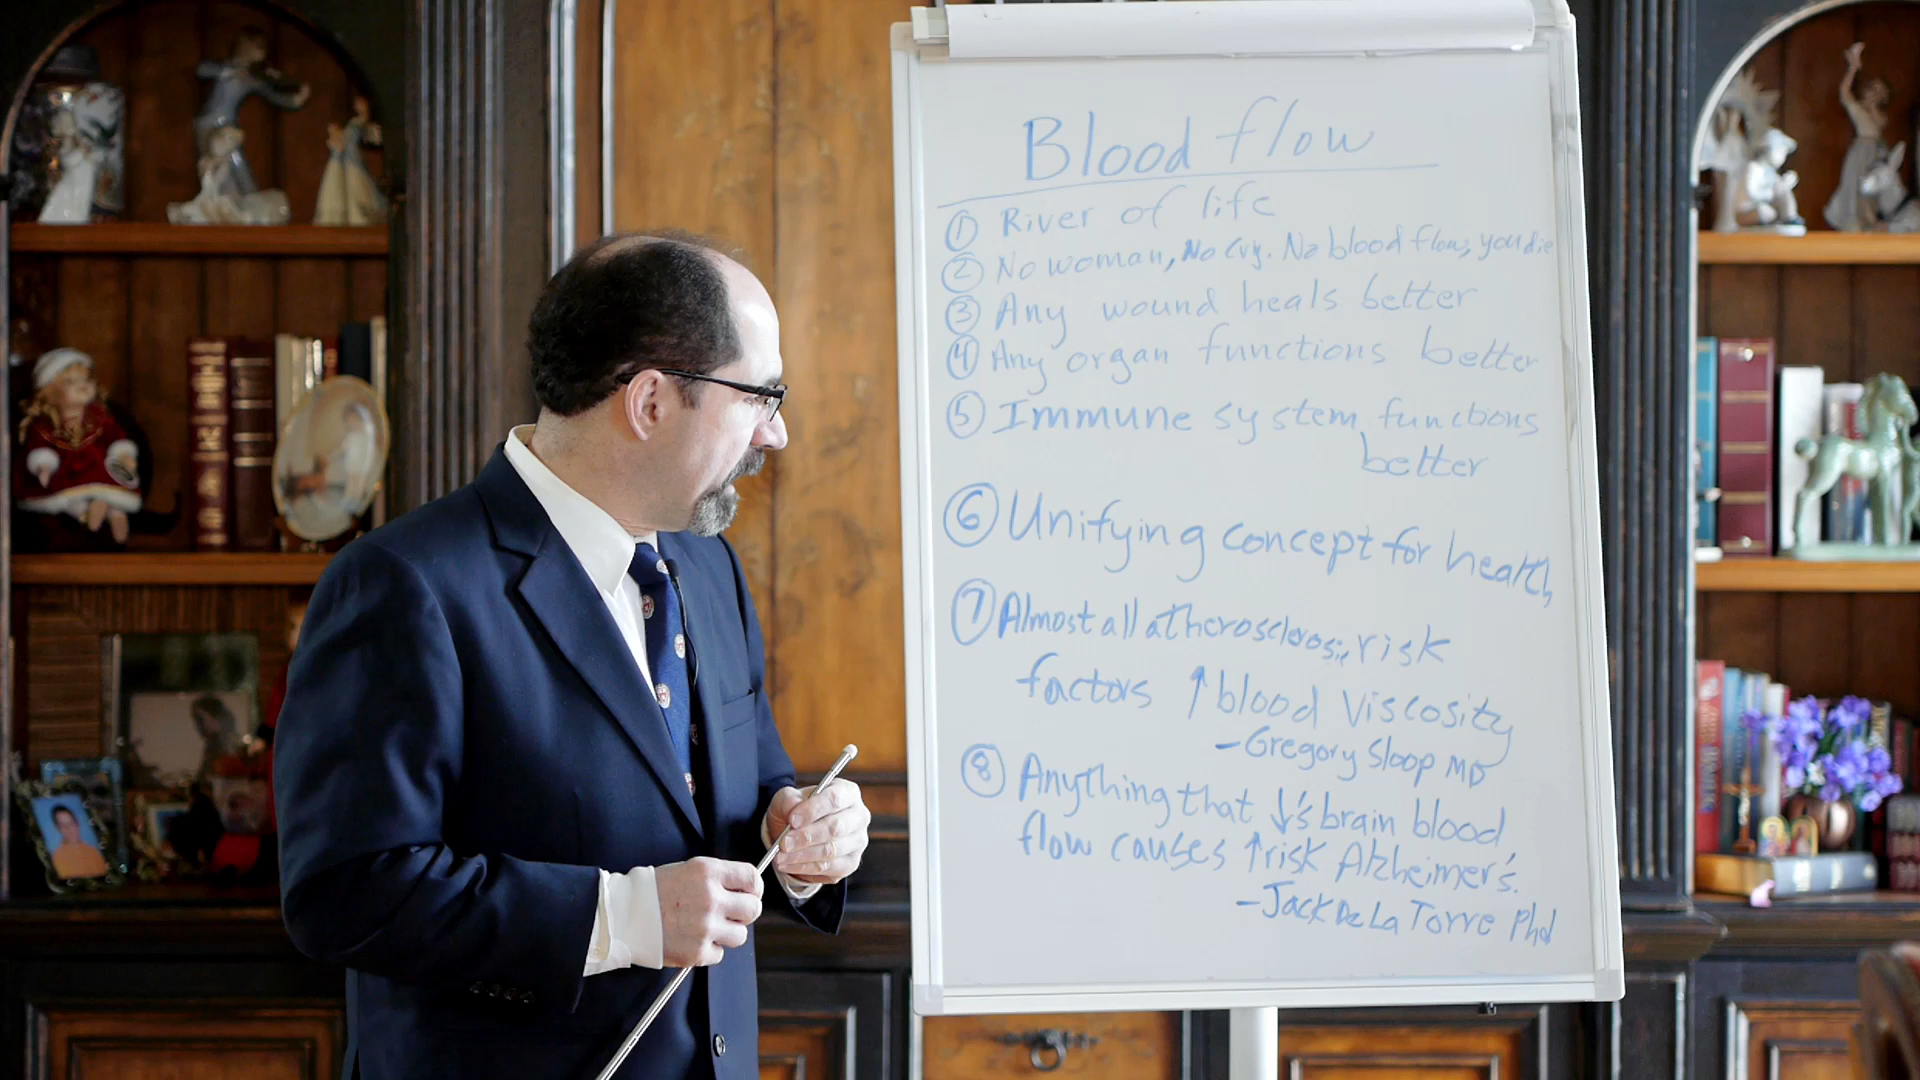 Blood flow
① River of life
② No woman, No Cry. No blood flow, you die
③ Any wound heals better
④ Any organ functions better
⑤ Immune system functions
better
⑥ Unifying concept for health
⑦ Almost all atherosclerosis risk
factors ↑ blood viscosity
- Gregory Sloop MD
⑧ Anything that ↓'s brain blood
flow causes ↑risk Alzheimer's.
- Jack De La Torre Phd